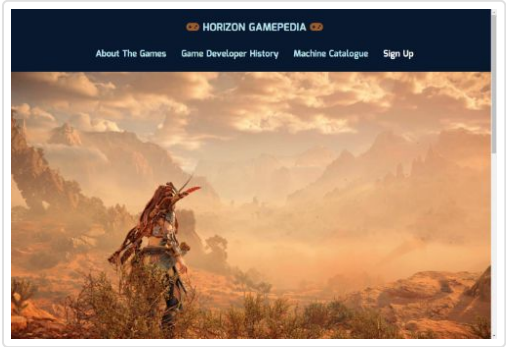 HORIZON GAMEPEDIA
About The Games Game Developer History Machine Catalogue Sign Up